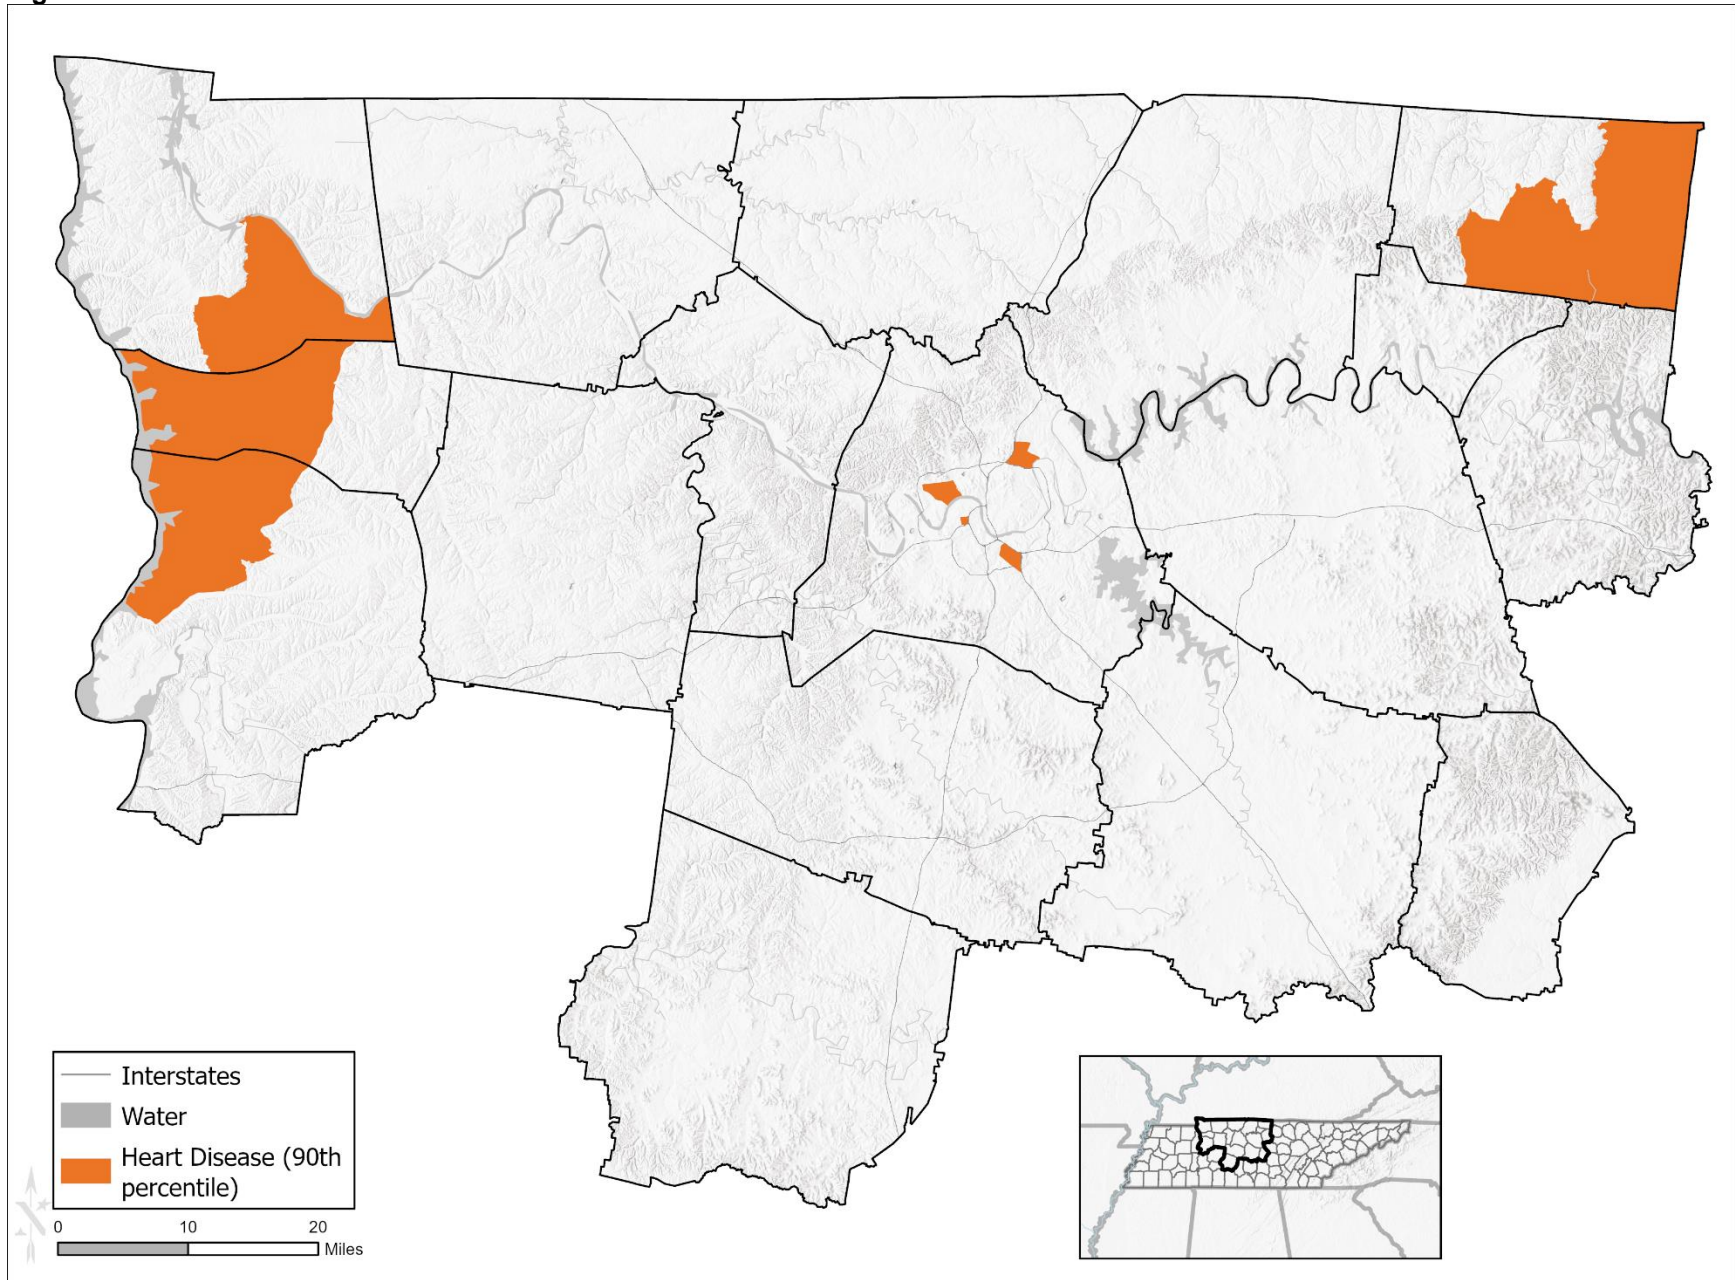 Interstates
Water
Heart Disease (90th
percentile)
0 10 20
Miles